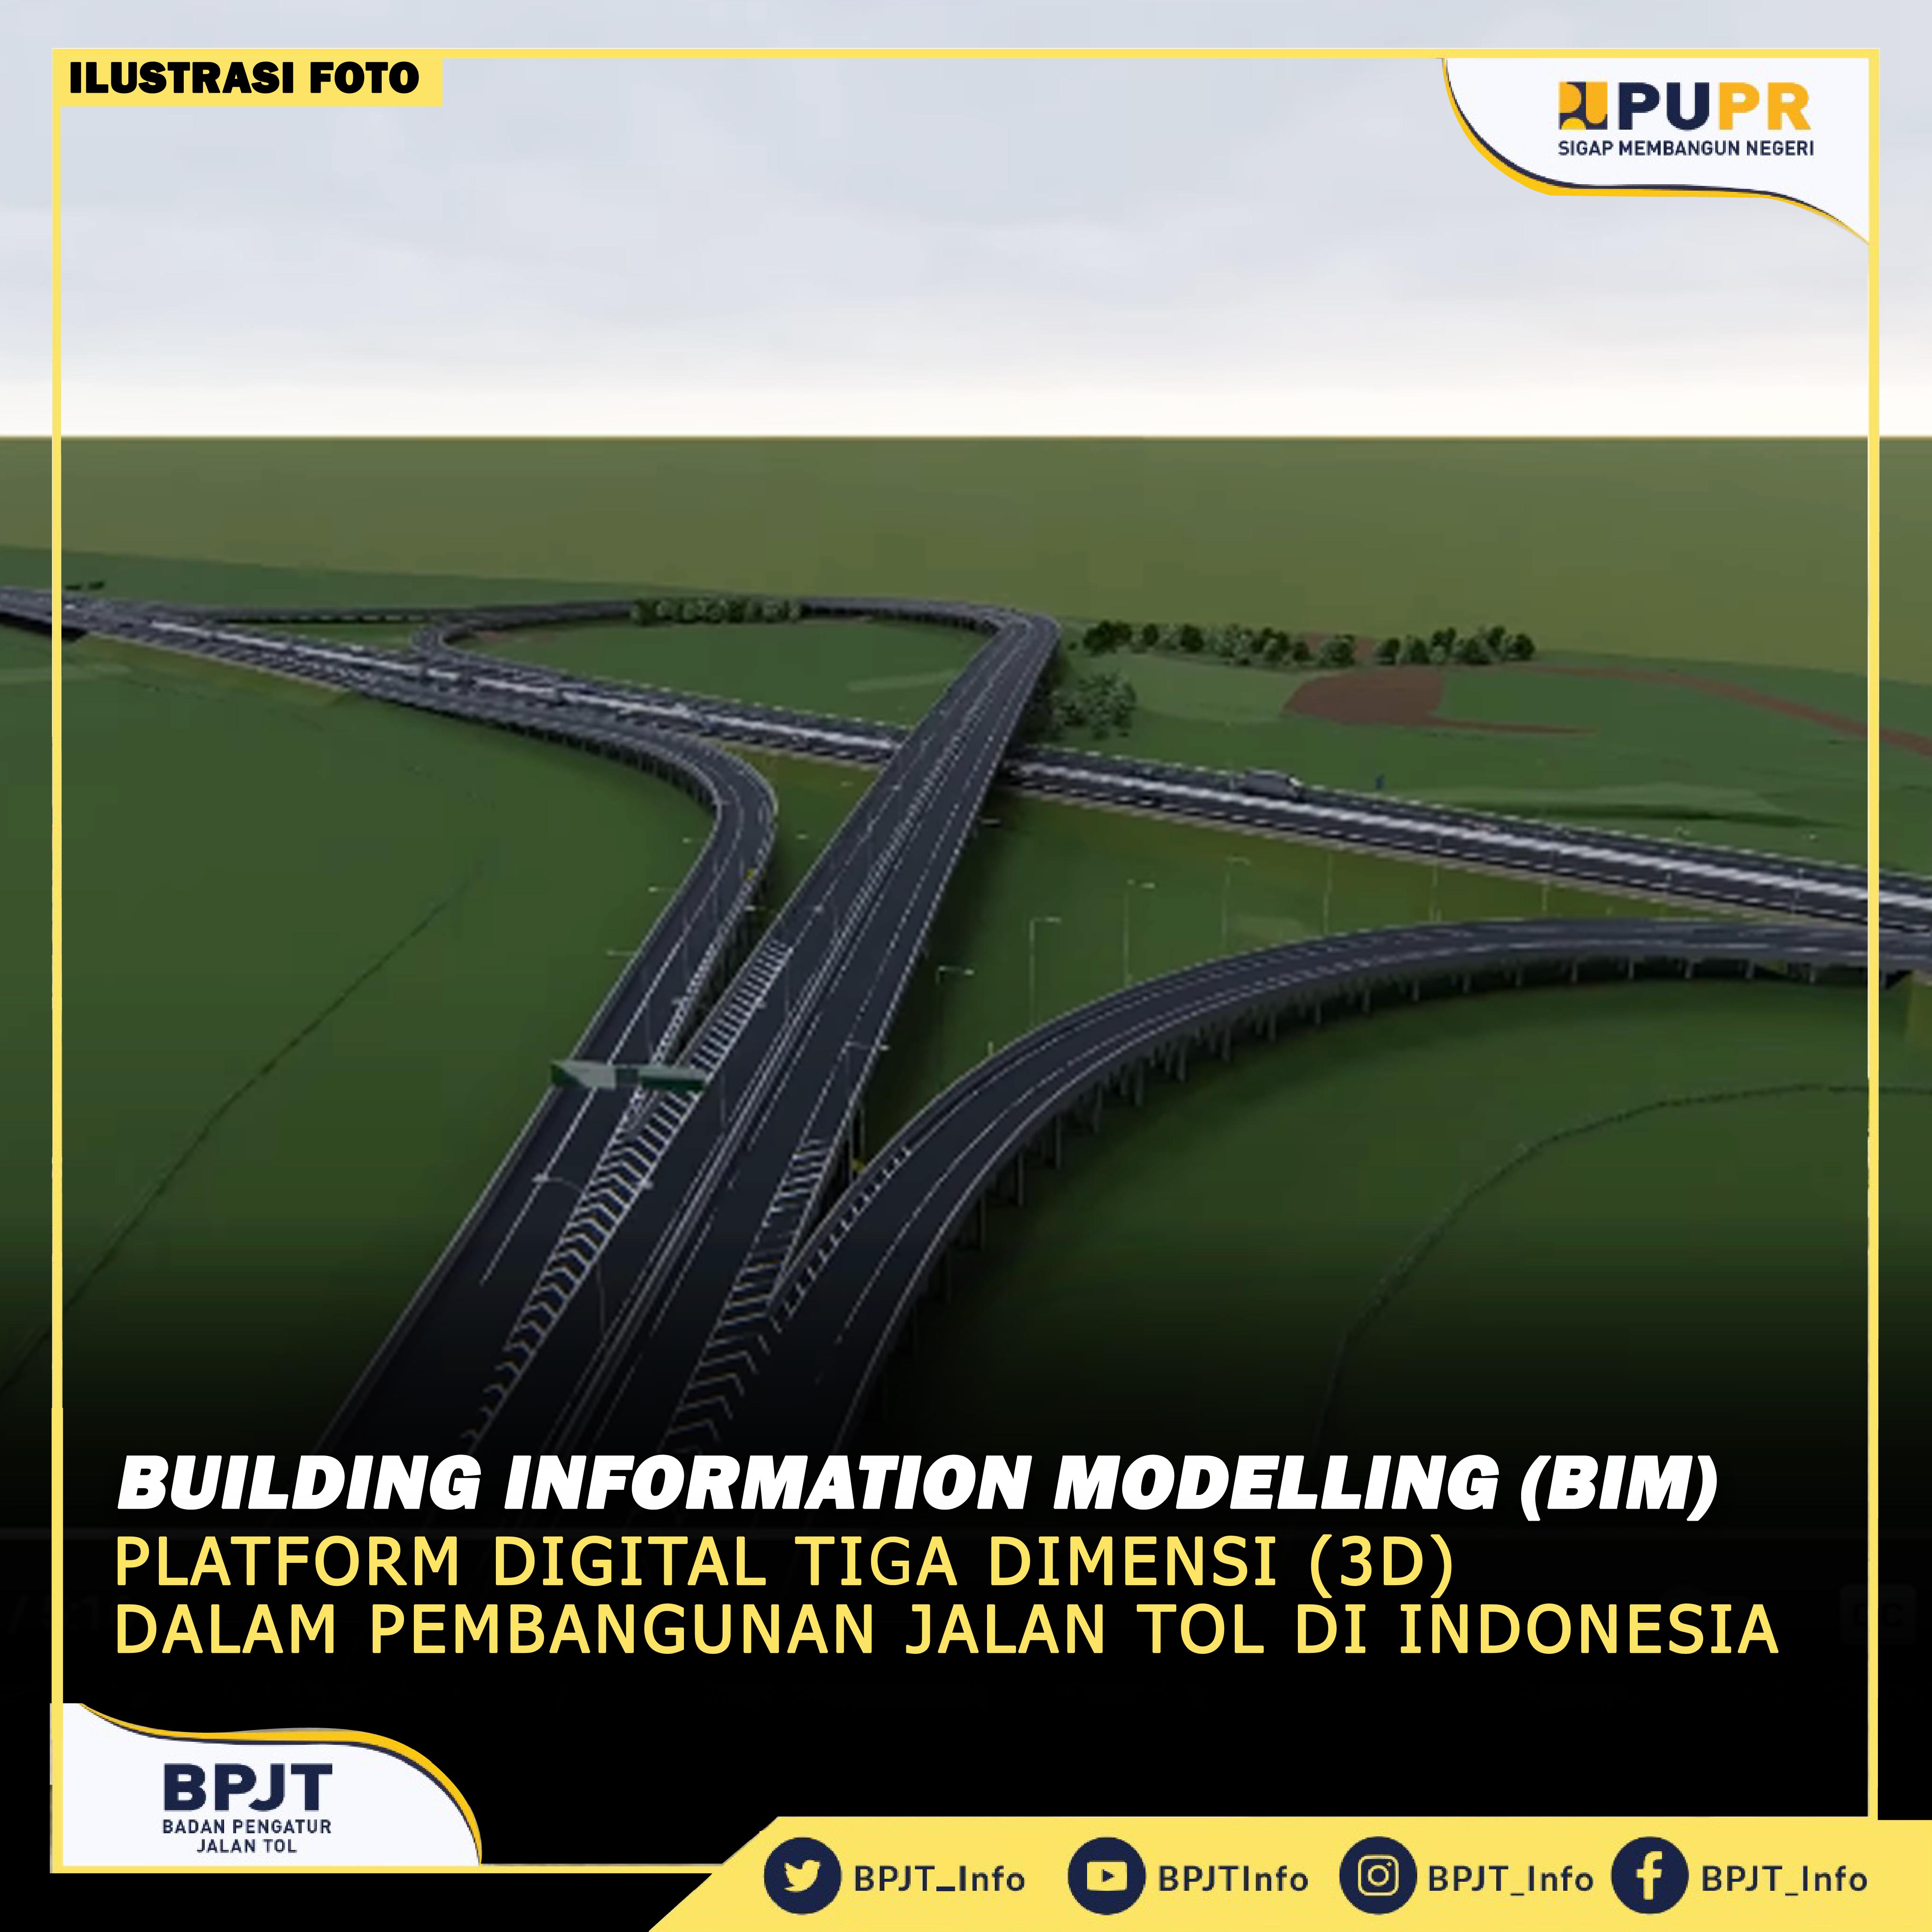 ILUSTRASI FOTO
PUPR
SIGAP MEMBANGUN NEGERI
BUILDING INFORMATION MODELLING (BIM)
PLATFORM DIGITAL TIGA DIMENSI (3D)
DALAM PEMBANGUNAN JALAN TOL DI INDONESIA
BPJT
BADAN PENGATUR
JALAN TOL
BPJT_Info BPJTInfo BPJT_Info BPJT_Info